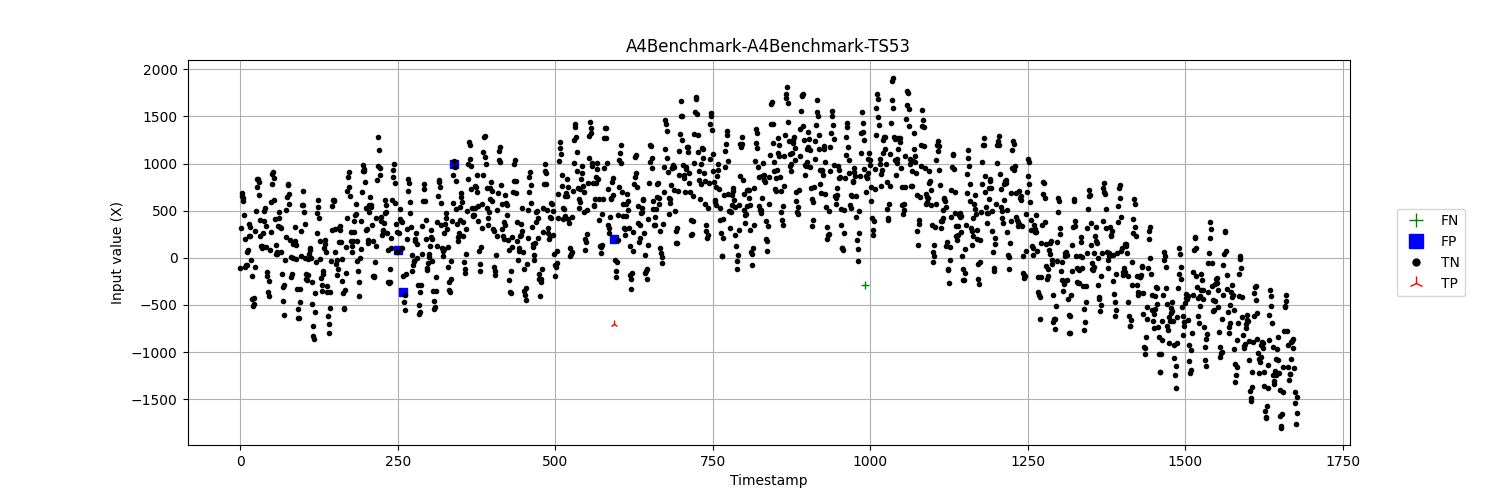 A4Benchmark-A4Benchmark-TS53
2000
1500
1000
500
0
−500
−1000
−1500
Input value (X)
0 250 500 750 1000 1250 1500 1750
Timestamp
FN
FP
TN
TP